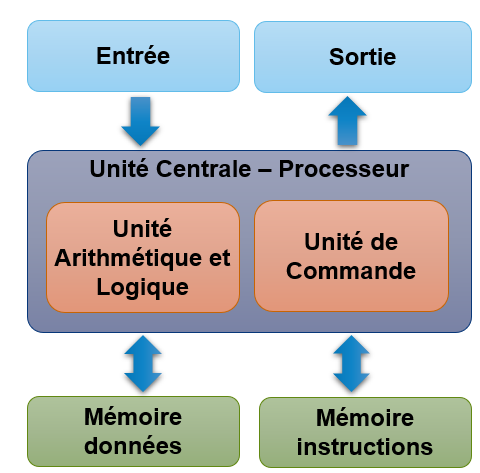 Entrée
Sortie
Unité Centrale – Processeur
Unité
Arithmétique et
Logique
Unité de
Commande
Mémoire
données
Mémoire
instructions